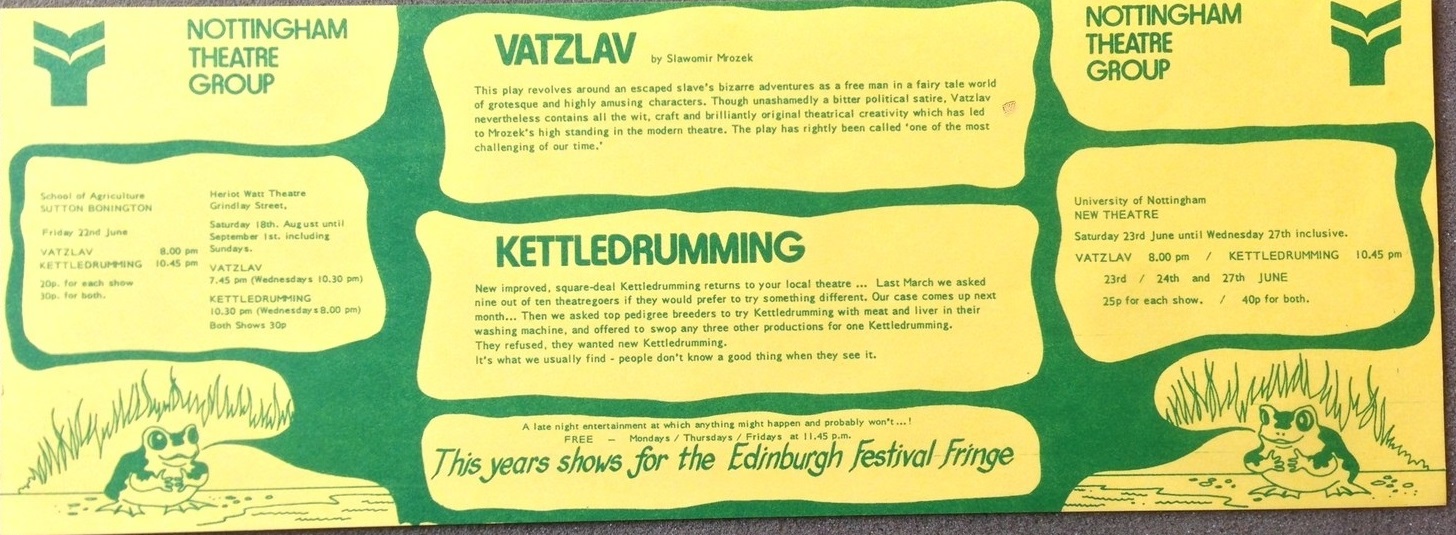 NOTTINGHAM
THEATRE
GROUP
School of Agriculture
SUTTON BONINGTON
Friday 22nd June
VATZLAV 8.00 pm
KETTLEDRUMMING 10.45 pm
20p. for each show
30p. for both.
Heriot Watt Theatre
Grindlay Street,
Saturday 18th. August until
September 1st. including
Sundays.
VATZLAV
7.45 pm (Wednesdays 10.30 pm)
KETTLEDRUMMING
10.30 pm (Wednesdays 8.00 pm)
Both Shows 30p
VATZLAV by Slawomir Mrozek
This play revolves around an escaped slave's bizarre adventures as a free man in a fairy tale world
of grotesque and highly amusing characters. Though unashamedly a bitter political satire, Vatzlav
nevertheless contains all the wit, craft and brilliantly original theatrical creativity which has led
to Mrozek's high standing in the modern theatre. The play has rightly been called 'one of the most
challenging of our time.'
KETTLEDRUMMING
New improved, square-deal Kettledrumming returns to your local theatre ... Last March we asked
nine out of ten theatregoers if they would prefer to try something different. Our case comes up next
month... Then we asked top pedigree breeders to try Kettledrumming with meat and liver in their
washing machine, and offered to swop any three other productions for one Kettledrumming.
They refused, they wanted new Kettledrumming.
It's what we usually find - people don't know a good thing when they see it.
A late night entertainment at which anything might happen and probably won't...!
FREE — Mondays / Thursdays / Fridays at 11.45 p.m.
This years shows for the Edinburgh Festival Fringe
NOTTINGHAM
THEATRE
GROUP
University of Nottingham
NEW THEATRE
Saturday 23rd June until Wednesday 27th inclusive.
VATZLAV 8.00 pm / KETTLEDRUMMING 10.45 pm
23rd / 24th and 27th JUNE
25p for each show. / 40p for both.